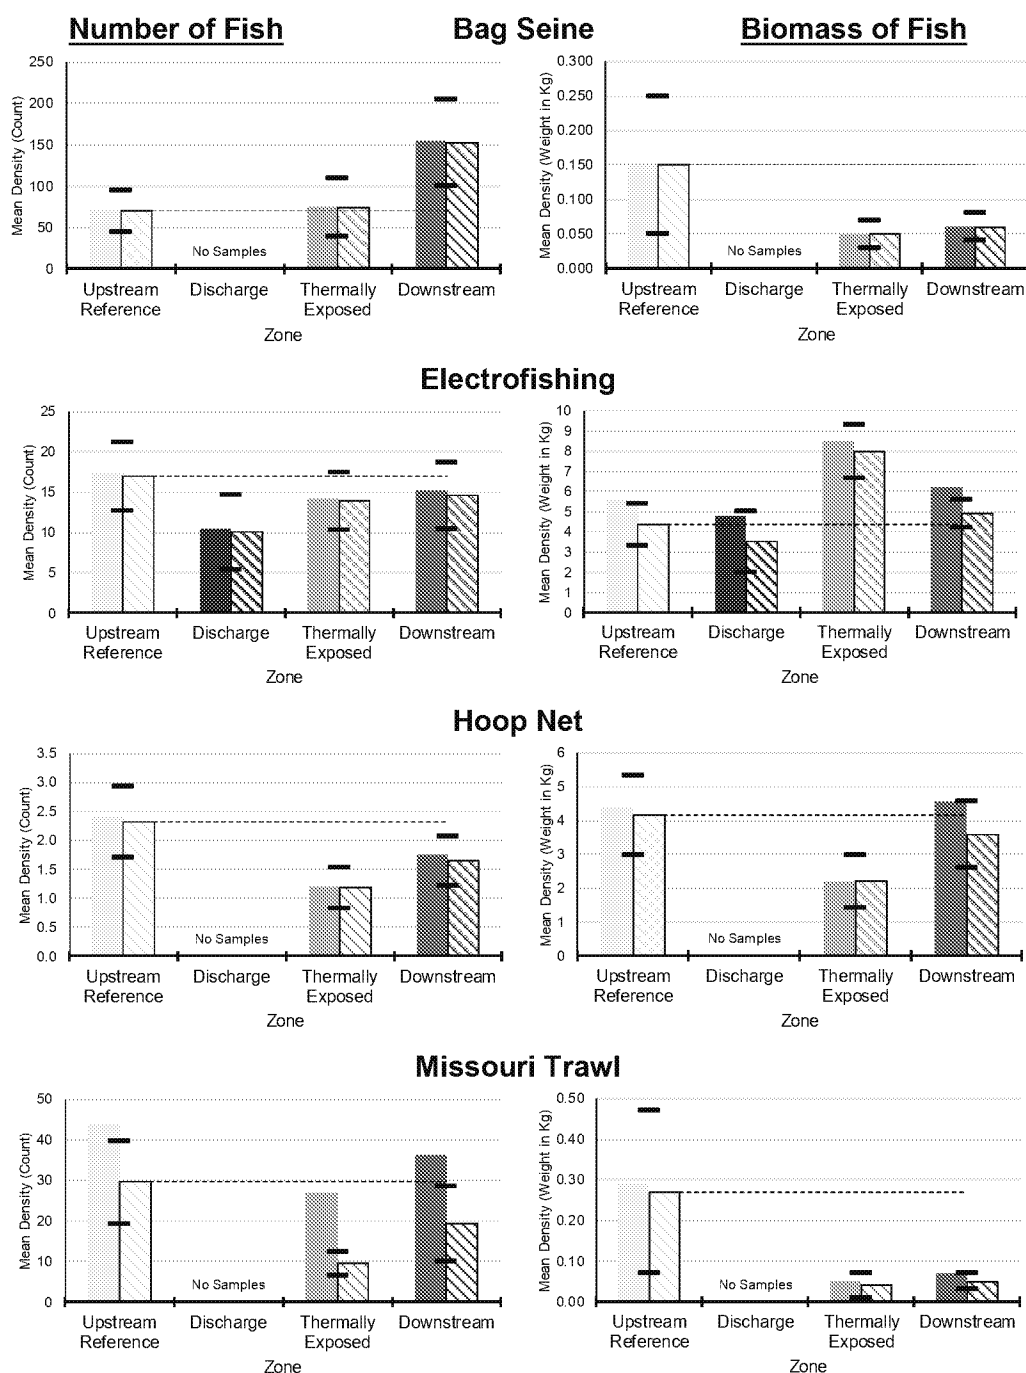 Number of Fish Bag Seine Biomass of Fish
Mean Density (Count)
250
200
150
100
50
0
No Samples
Upstream Reference Discharge Thermally Exposed Downstream
Zone
Mean Density (Weight in Kg)
0.300
0.250
0.200
0.150
0.100
0.050
0.000
No Samples
Upstream Reference Discharge Thermally Exposed Downstream
Zone
Electrofishing
Mean Density (Count)
25
20
15
10
5
0
Upstream Reference Discharge Thermally Exposed Downstream
Zone
Mean Density (Weight in Kg)
10
9
8
7
6
5
4
3
2
1
0
Upstream Reference Discharge Thermally Exposed Downstream
Zone
Hoop Net
Mean Density (Count)
3.5
3.0
2.5
2.0
1.5
1.0
0.5
0.0
No Samples
Upstream Reference Discharge Thermally Exposed Downstream
Zone
Mean Density (Weight in Kg)
6
5
4
3
2
1
0
No Samples
Upstream Reference Discharge Thermally Exposed Downstream
Zone
Missouri Trawl
Mean Density (Count)
50
40
30
20
10
0
No Samples
Upstream Reference Discharge Thermally Exposed Downstream
Zone
Mean Density (Weight in Kg)
0.50
0.40
0.30
0.20
0.10
0.00
No Samples
Upstream Reference Discharge Thermally Exposed Downstream
Zone